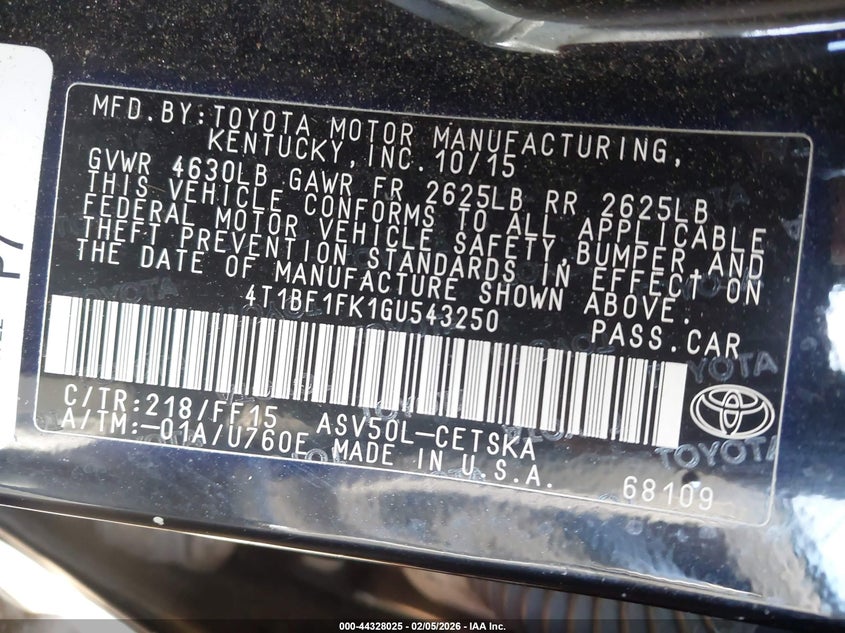 MFD. BY: TOYOTA MOTOR MANUFACTURING,
KENTUCKY, INC. 10/15
GVWR 4630LB GAWR FR 2625LB RR 2625LB
THIS VEHICLE CONFORMS TO ALL APPLICABLE
FEDERAL MOTOR VEHICLE SAFETY, BUMPER, AND
THEFT PREVENTION STANDARDS IN EFFECT ON
THE DATE OF MANUFACTURE SHOWN ABOVE.
4T1BF1FK1GU543250 PASS. CAR
C/TR: 218/FF15 ASV50L-CETSKA
A/TM: -01A/U760E MADE IN U.S.A.
68109
TOYOTA
TOYOTA
000-44328025 - 02/05/2026 - IAA Inc.